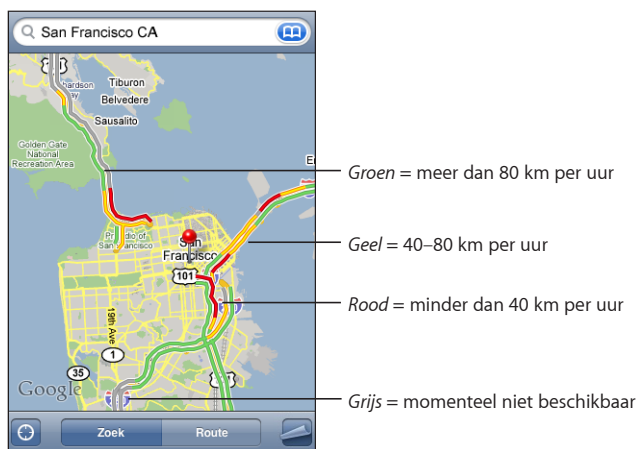 San Francisco CA
Tiburon
Belvedere
Sausalito
Golden Gate
National
Recreation Area
San Francisco
San
Francisco
101
19th Ave
1
35
Google
Zoek
Route
Groen = meer dan 80 km per uur
Geel = 40–80 km per uur
Rood = minder dan 40 km per uur
Grijs = momenteel niet beschikbaar